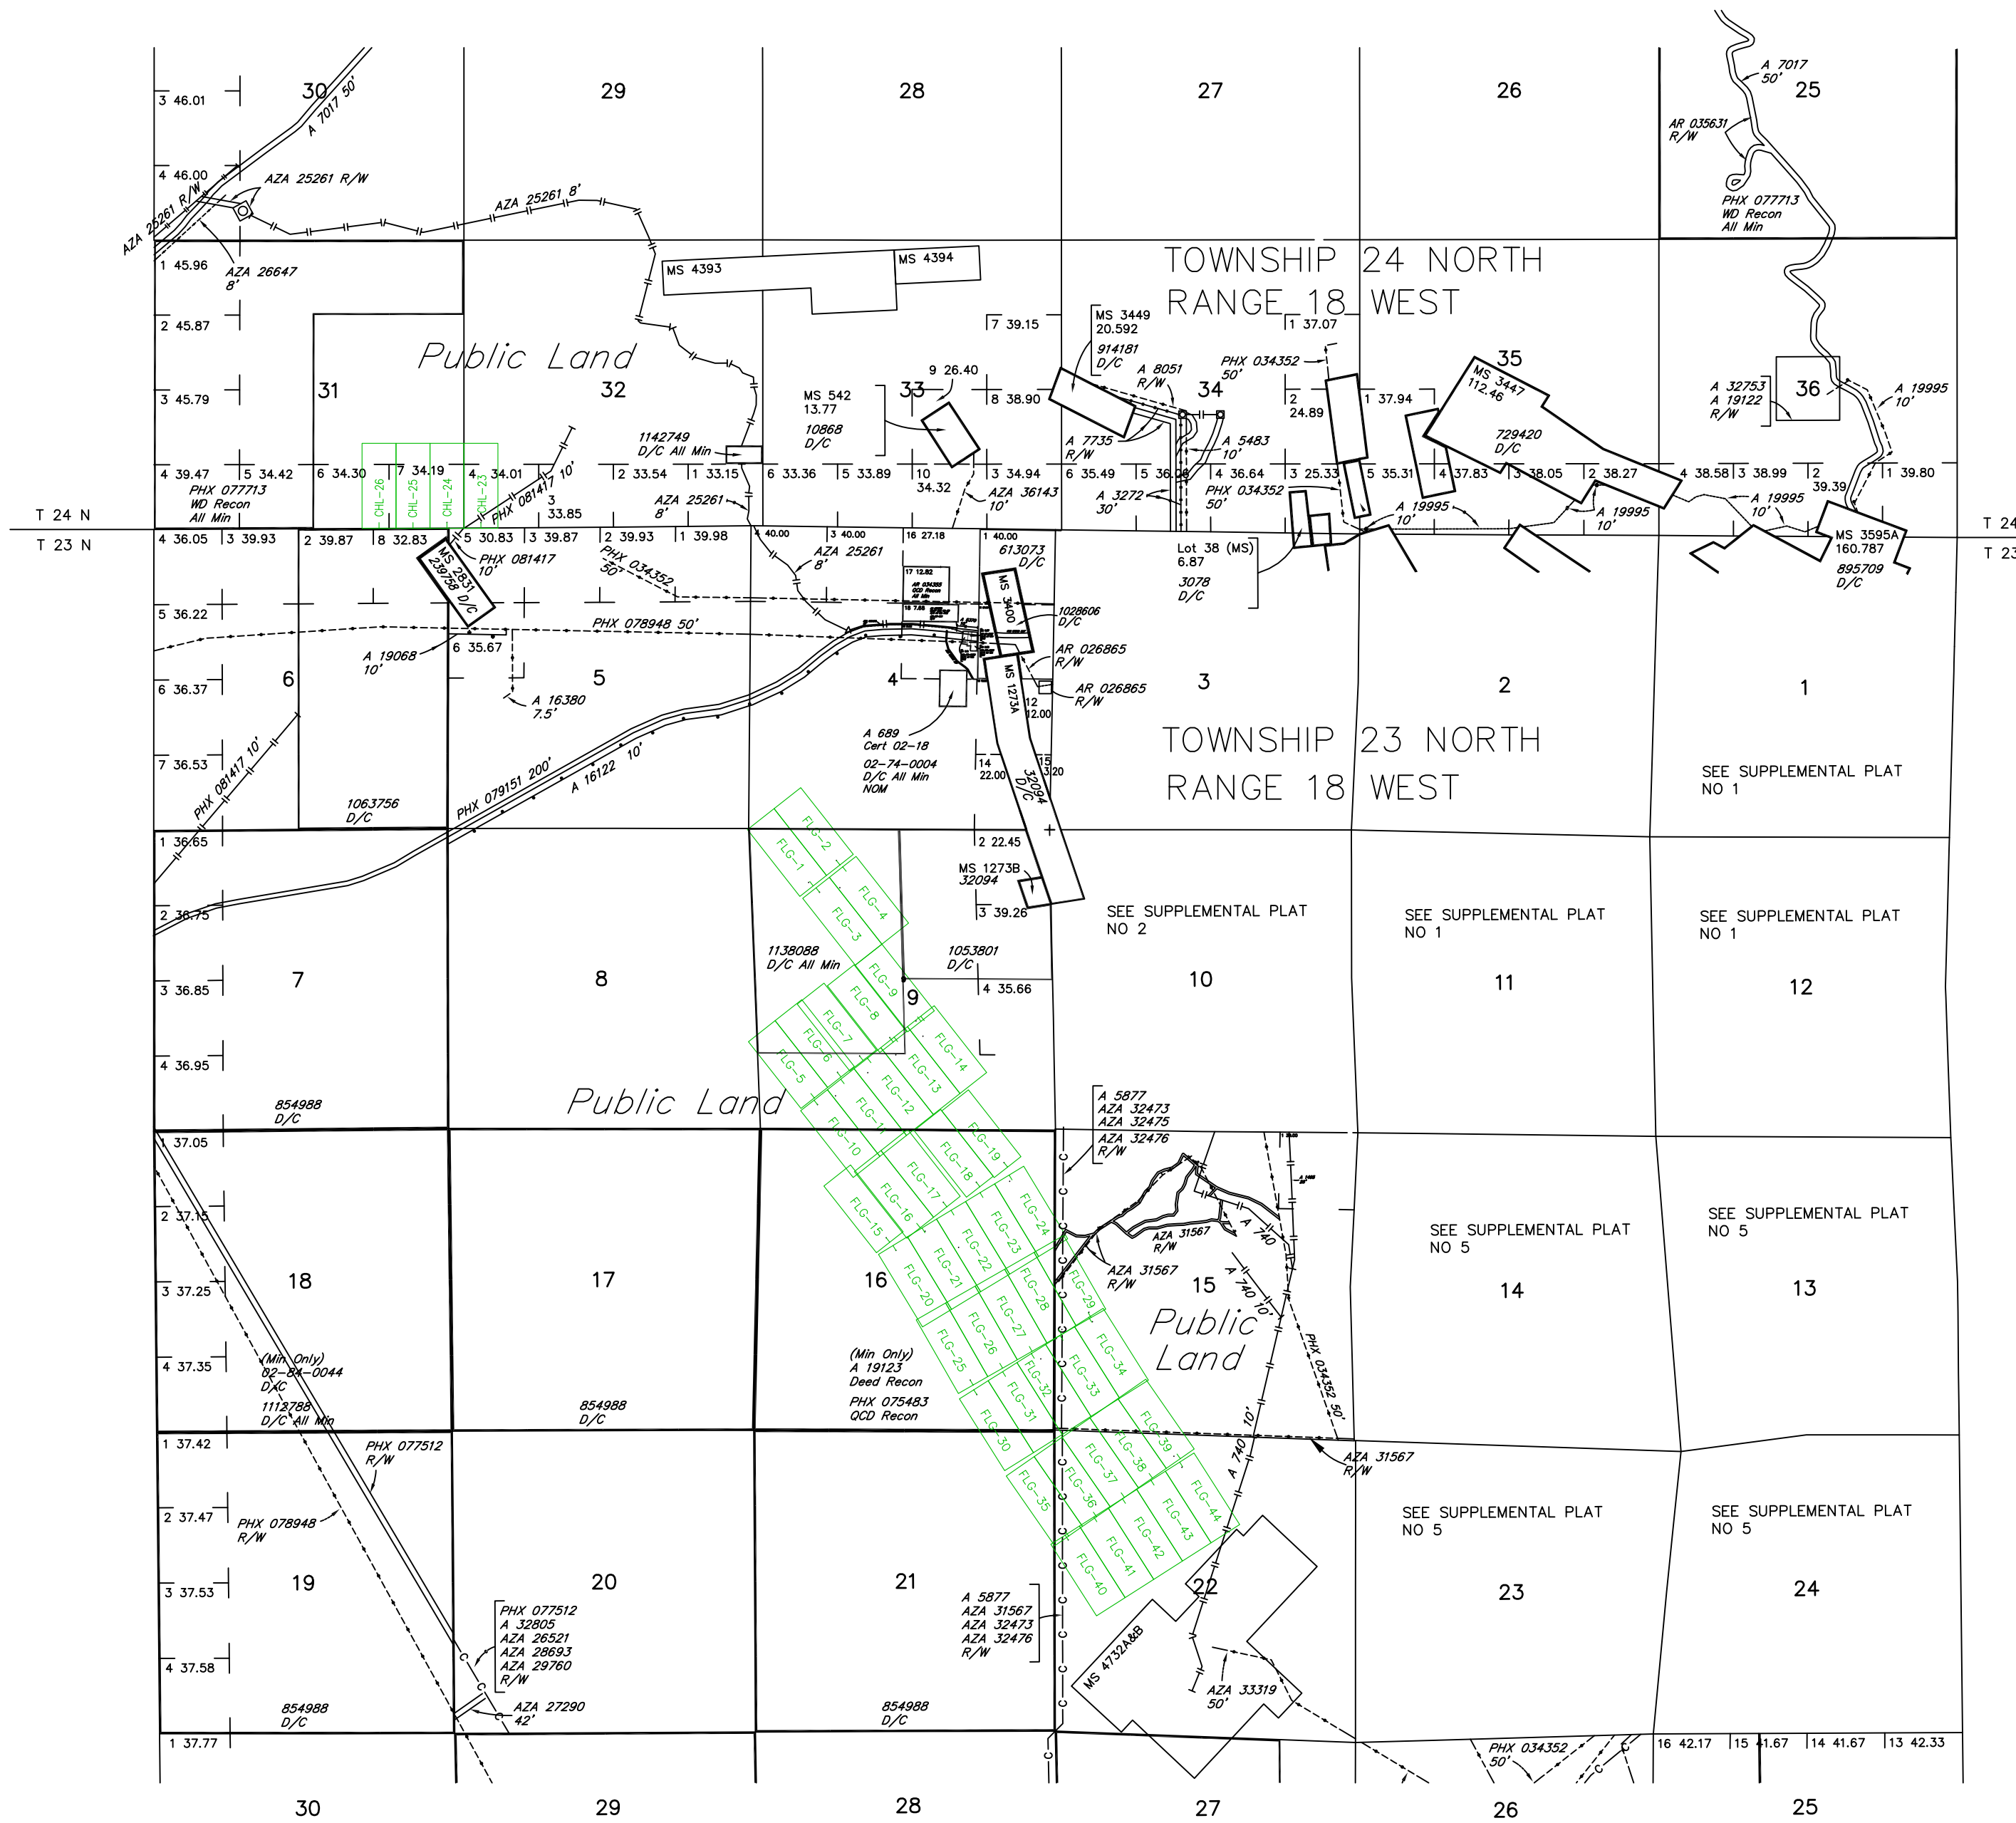 30
29
28
27
26
25
3 46.01
A 7017 50'
A 7017
50'
AR 035631
R/W
4 46.00
AZA 25261 R/W
AZA 25261 R/W
AZA 25261 8'
PHX 077713
WD Recon
All Min
1 45.96
AZA 26647
8'
MS 4393
MS 4394
TOWNSHIP 24 NORTH
RANGE 18 WEST
2 45.87
7 39.15
MS 3449
20.592
914181
D/C
1 37.07
Public Land
A 8051
R/W
PHX 034352
50'
35
MS 3447
112.46
31
32
33
34
36
3 45.79
MS 542
13.77
10868
D/C
9 26.40
8 38.90
2
24.89
1 37.94
A 32753
A 19122
R/W
A 19995
10'
1142749
D/C All Min
A 7735
R/W
A 5483
10'
729420
D/C
4 39.47
5 34.42
6 34.30
7 34.19
4 34.01
3
33.85
2 33.54
1 33.15
6 33.36
5 33.89
10
34.32
3 34.94
6 35.49
5 36.06
4 36.64
3 25.33
5 35.31
4 37.83
3 38.05
2 38.27
4 38.58
3 38.99
2
39.39
1 39.80
PHX 077713
WD Recon
All Min
CHL-26
CHL-25
CHL-24
CHL-23
PHX 081417 10'
AZA 25261
8'
AZA 36143
10'
A 3272
30'
PHX 034352
50'
A 19995
10'
A 19995
10'
A 19995
10'
T 24 N
T 23 N
T 24
T 23
4 36.05
3 39.93
2 39.87
8 32.83
5 30.83
3 39.87
2 39.93
1 39.98
4 40.00
3 40.00
16 27.18
1 40.00
613073
D/C
MS 2831
239758 D/C
PHX 081417
10'
PHX 034352
50'
AZA 25261
8'
17 12.82
AR 034355
QCD Recon
All Min
18 7.68
Lot 38 (MS)
6.87
3078
D/C
MS 3595A
160.787
895709
D/C
5 36.22
PHX 078948 50'
MS 3400
1028606
D/C
A 19068
10'
6 35.67
AR 026865
R/W
6 36.37
6
5
4
3
2
1
A 16380
7.5'
MS 1273A
AR 026865
R/W
12
12.00
A 689
Cert 02-18
02-74-0004
D/C All Min
NOM
TOWNSHIP 23 NORTH
RANGE 18 WEST
7 36.53
PHX 081417 10'
PHX 079151 200'
A 16122 10'
14
22.00
15
3.20
32094
D/C
SEE SUPPLEMENTAL PLAT
NO 1
1063756
D/C
1 36.65
FLG-2
FLG-1
2 22.45
MS 1273B
32094
FLG-4
FLG-3
2 36.75
3 39.26
SEE SUPPLEMENTAL PLAT
NO 2
SEE SUPPLEMENTAL PLAT
NO 1
SEE SUPPLEMENTAL PLAT
NO 1
1138088
D/C All Min
1053801
D/C
7
8
9
10
11
12
3 36.85
4 35.66
FLG-9
FLG-8
FLG-7
FLG-6
FLG-5
FLG-14
FLG-13
FLG-12
FLG-11
FLG-10
4 36.95
854988
D/C
Public Land
A 5877
AZA 32473
AZA 32475
AZA 32476
R/W
1 37.05
FLG-19
FLG-18
FLG-17
FLG-16
FLG-15
2 37.15
AZA 31567
R/W
AZA 31567
R/W
A 740
A 740 10'
SEE SUPPLEMENTAL PLAT
NO 5
SEE SUPPLEMENTAL PLAT
NO 5
FLG-24
FLG-23
FLG-22
FLG-21
FLG-20
3 37.25
18
17
16
15
14
13
FLG-29
FLG-28
FLG-27
FLG-26
FLG-25
Public
Land
PHX 034352 50'
4 37.35
(Min Only)
02-84-0044
D/C
1112788
D/C All Min
854988
D/C
(Min Only)
A 19123
Deed Recon
PHX 075483
QCD Recon
FLG-34
FLG-33
FLG-32
FLG-31
FLG-30
1 37.42
PHX 077512
R/W
A 740 10'
AZA 31567
R/W
FLG-39
FLG-38
FLG-37
FLG-36
FLG-35
2 37.47
PHX 078948
R/W
SEE SUPPLEMENTAL PLAT
NO 5
SEE SUPPLEMENTAL PLAT
NO 5
FLG-44
FLG-43
FLG-42
FLG-41
FLG-40
3 37.53
19
20
21
22
23
24
PHX 077512
A 32805
AZA 26521
AZA 28693
AZA 29760
R/W
A 5877
AZA 31567
AZA 32473
AZA 32476
R/W
MS 4732A&B
4 37.58
AZA 33319
50'
854988
D/C
AZA 27290
42'
854988
D/C
1 37.77
PHX 034352
50'
16 42.17
15 41.67
14 41.67
13 42.33
30
29
28
27
26
25